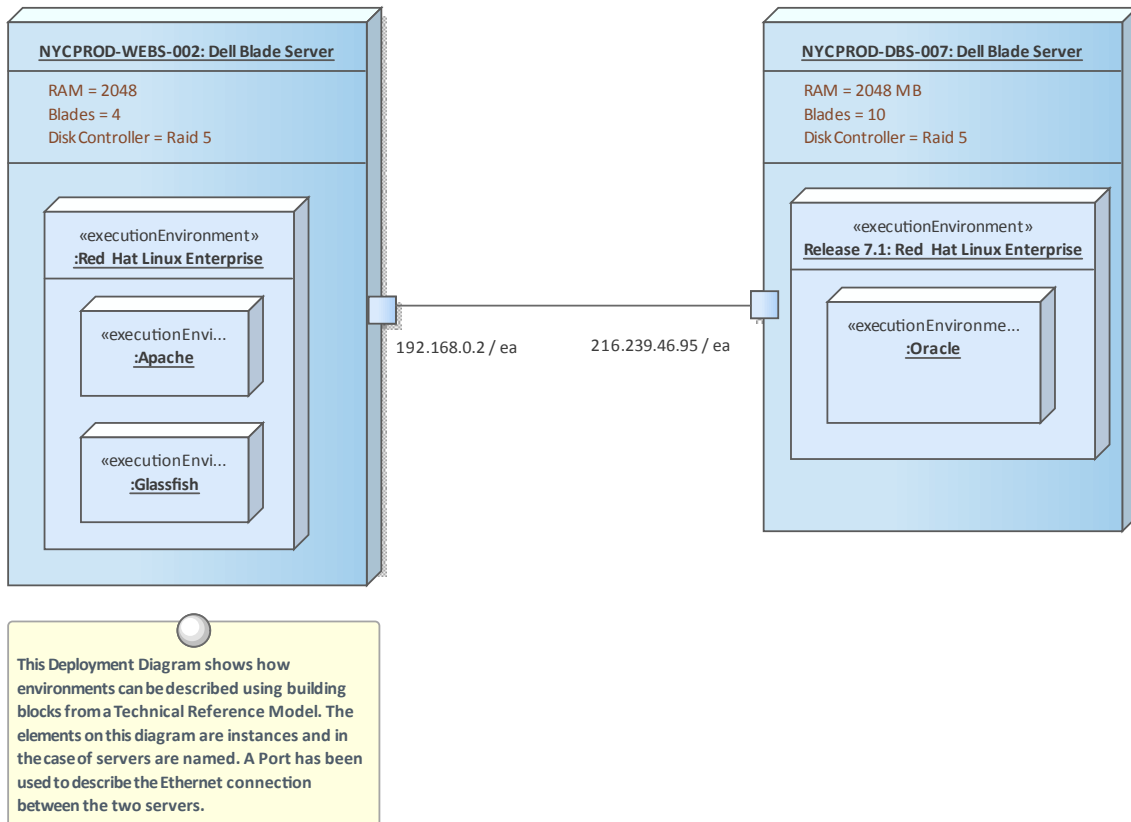 NYCPROD-WEBS-002: Dell Blade Server
RAM = 2048
Blades = 4
DiskController = Raid 5
«executionEnvironment»
:Red Hat Linux Enterprise
«executionEnvi...
:Apache
«executionEnvi...
:Glassfish
192.168.0.2 / ea
216.239.46.95 / ea
NYCPROD-DBS-007: Dell Blade Server
RAM = 2048 MB
Blades = 10
DiskController = Raid 5
«executionEnvironment»
Release 7.1: Red Hat Linux Enterprise
«executionEnvironme...
:Oracle
This Deployment Diagram shows how
environments can be described using building
blocks from a Technical Reference Model. The
elements on this diagram are instances and in
the case of servers are named. A Port has been
used to describe the Ethernet connection
between the two servers.